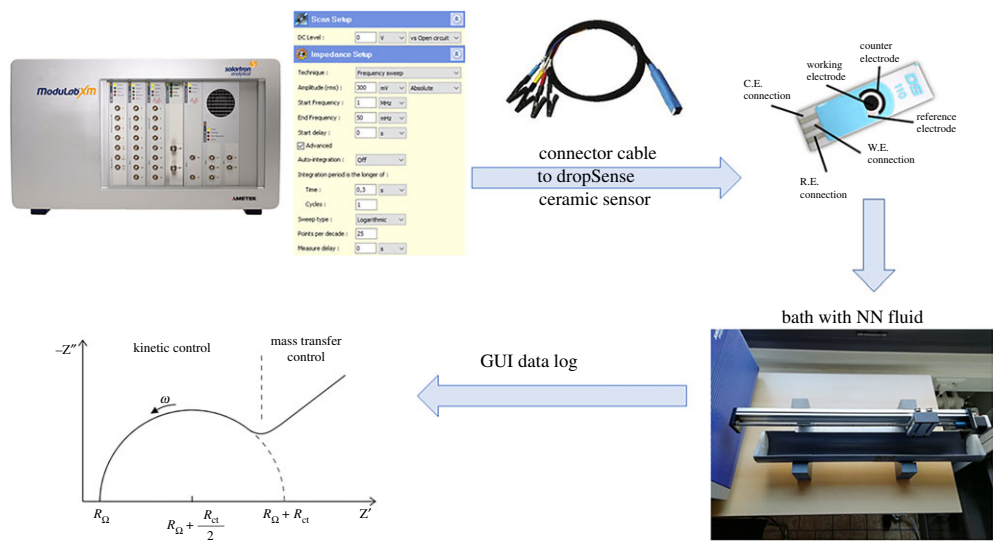 ModuLab Xm
solartron
analytical
AMETEK
Scan Setup
DC Level : 0 V vs Open circuit
Impedance Setup
Technique : Frequency sweep
Amplitude (rms) : 300 mV Absolute
Start Frequency : 1 MHz
End Frequency : 50 mHz
Start delay : 0 s
Advanced
Auto-integration : Off
Integration period is the longer of :
Time : 0,3 s
Cycles : 1
Sweep type : Logarithmic
Points per decade : 25
Measure delay : 0 s
connector cable
to dropSense
ceramic sensor
counter
electrode
working
electrode
C.E.
connection
110
DS
reference
electrode
W.E.
connection
R.E.
connection
bath with NN fluid
GUI data log
–Z″
kinetic control
mass transfer
control
ω
R_Ω
R_Ω + R_ct/2
R_Ω + R_ct
Z′